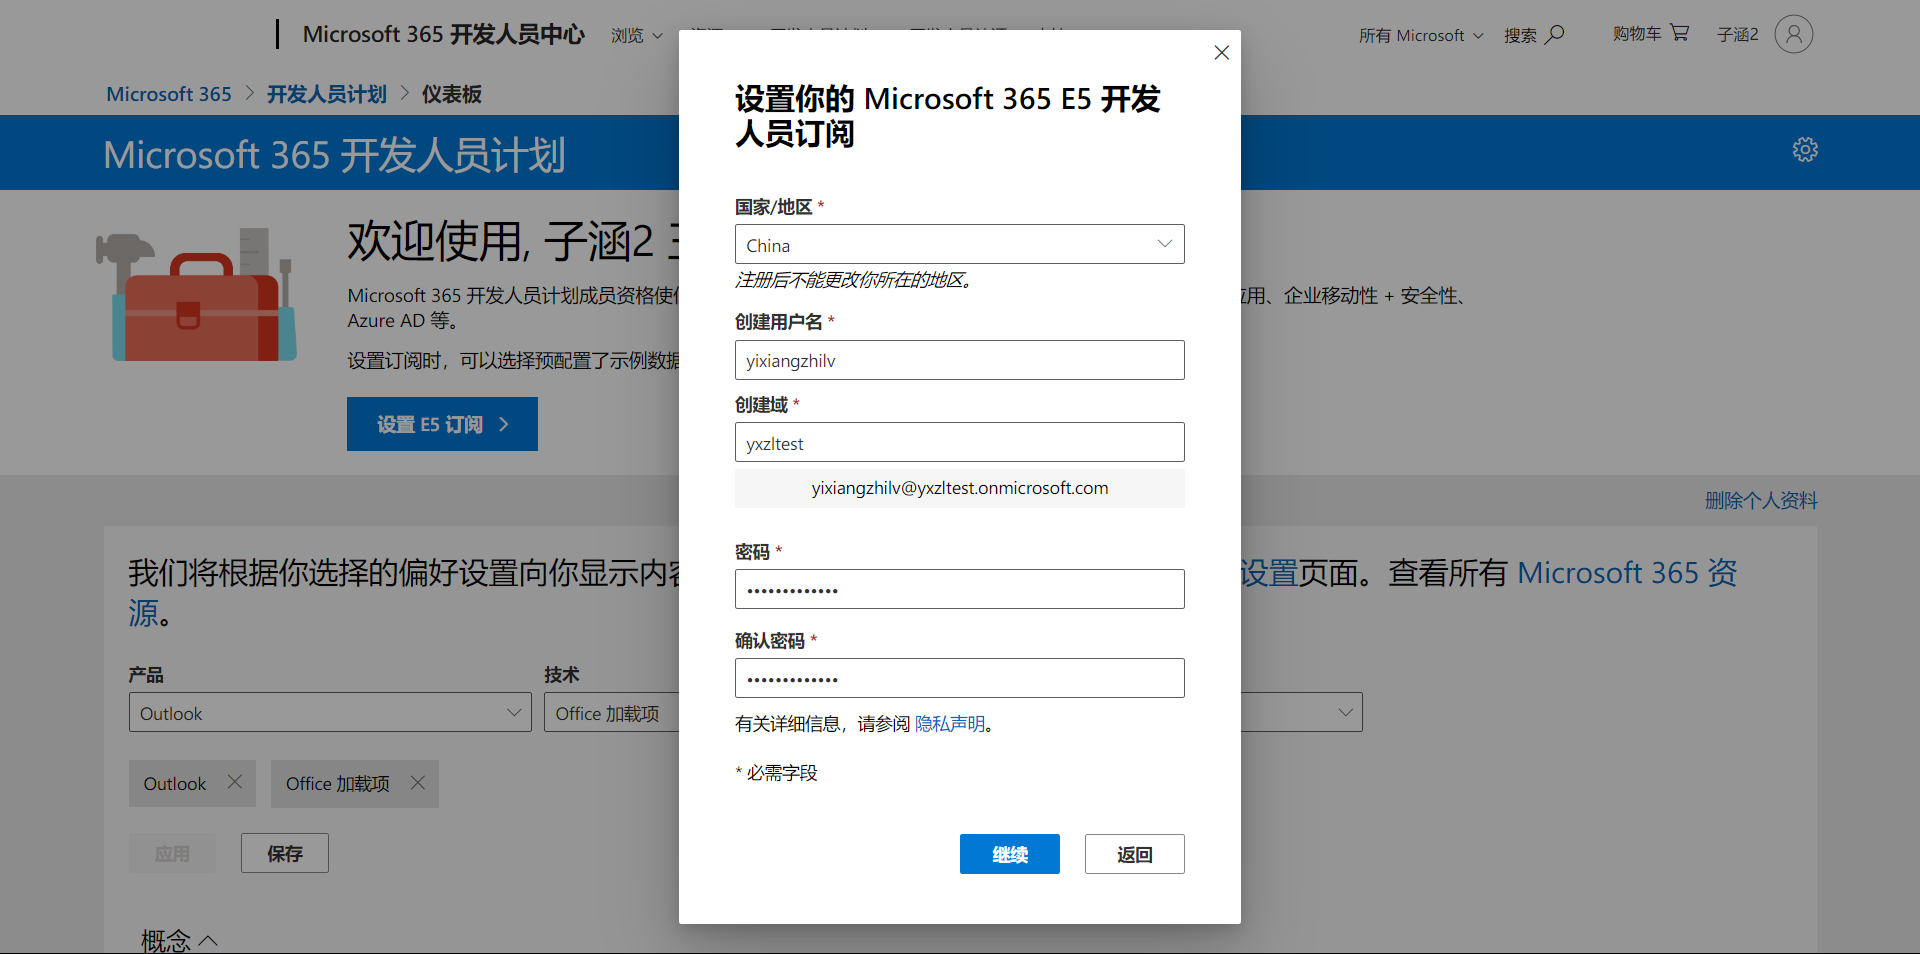 Microsoft 365 开发人员中心
浏览
所有 Microsoft
搜索
购物车
子涵2
Microsoft 365 > 开发人员计划 > 仪表板
Microsoft 365 开发人员计划
欢迎使用, 子涵2
Microsoft 365 开发人员计划成员资格使
应用、企业移动性 + 安全性、
Azure AD 等。
设置订阅时，可以选择预配置了示例数据
设置 E5 订阅
删除个人资料
我们将根据你选择的偏好设置向你显示内容
设置页面。查看所有 Microsoft 365 资
源。
产品
技术
Outlook
Office 加载项
Outlook
Office 加载项
应用
保存
概念
设置你的 Microsoft 365 E5 开发
人员订阅
国家/地区 *
China
注册后不能更改你所在的地区。
创建用户名 *
yixiangzhilv
创建域 *
yxzltest
yixiangzhilv@yxzltest.onmicrosoft.com
密码 *
•••••••••••••
确认密码 *
•••••••••••••
有关详细信息，请参阅 隐私声明。
* 必需字段
继续
返回